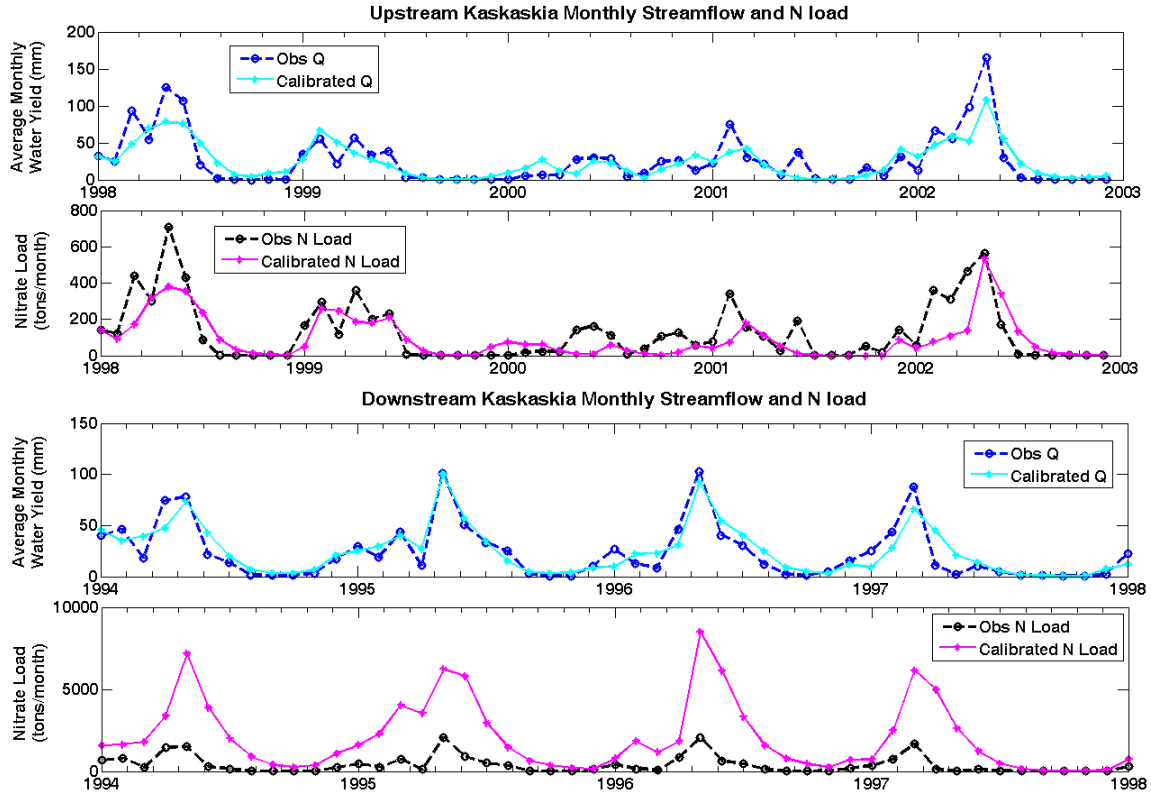 Upstream Kaskaskia Monthly Streamflow and N load
Average Monthly
Water Yield (mm)
200
150
100
50
0
Obs Q
Calibrated Q
1998
1999
2000
2001
2002
2003
Nitrate Load
(tons/month)
800
600
400
200
0
Obs N Load
Calibrated N Load
1998
1999
2000
2001
2002
2003
Downstream Kaskaskia Monthly Streamflow and N load
Average Monthly
Water Yield (mm)
150
100
50
0
Obs Q
Calibrated Q
1994
1995
1996
1997
1998
Nitrate Load
(tons/month)
10000
5000
0
Obs N Load
Calibrated N Load
1994
1995
1996
1997
1998